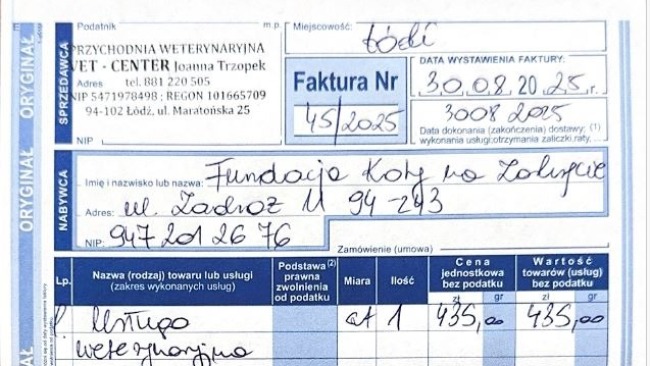 ORYGINAŁ
ORYGINAŁ
SPRZEDAWCA
Podatnik
m.p.
PRZYCHODNIA WETERYNARYJNA
VET - CENTER Joanna Trzopek
Adres tel. 881 220 505
NIP 5471978498 ; REGON 101665709
94-102 Łódź, ul. Maratońska 25
NIP
Miejscowość: Łódź
Faktura Nr
45/2025
DATA WYSTAWIENIA FAKTURY:
30.08.2025 r.
30 08 2025
Data dokonania (zakończenia) dostawy; (1)
wykonania usługi; otrzymania zaliczki, raty
NABYWCA
Imię i nazwisko lub nazwa: Fundacja Koty na Zakręcie
Adres: ul. Zadroż 11 94-243
NIP: 947 201 26 76
Zamówienie (umowa)
Lp. Nazwa (rodzaj) towaru lub usługi (zakres wykonanych usług) Podstawa (2) prawna zwolnienia od podatku Miara Ilość Cena jednostkowa bez podatku Wartość towarów (usług) bez podatku
zł gr zł gr
1. Usługa 1 435,00 435,00
weterynaryjna